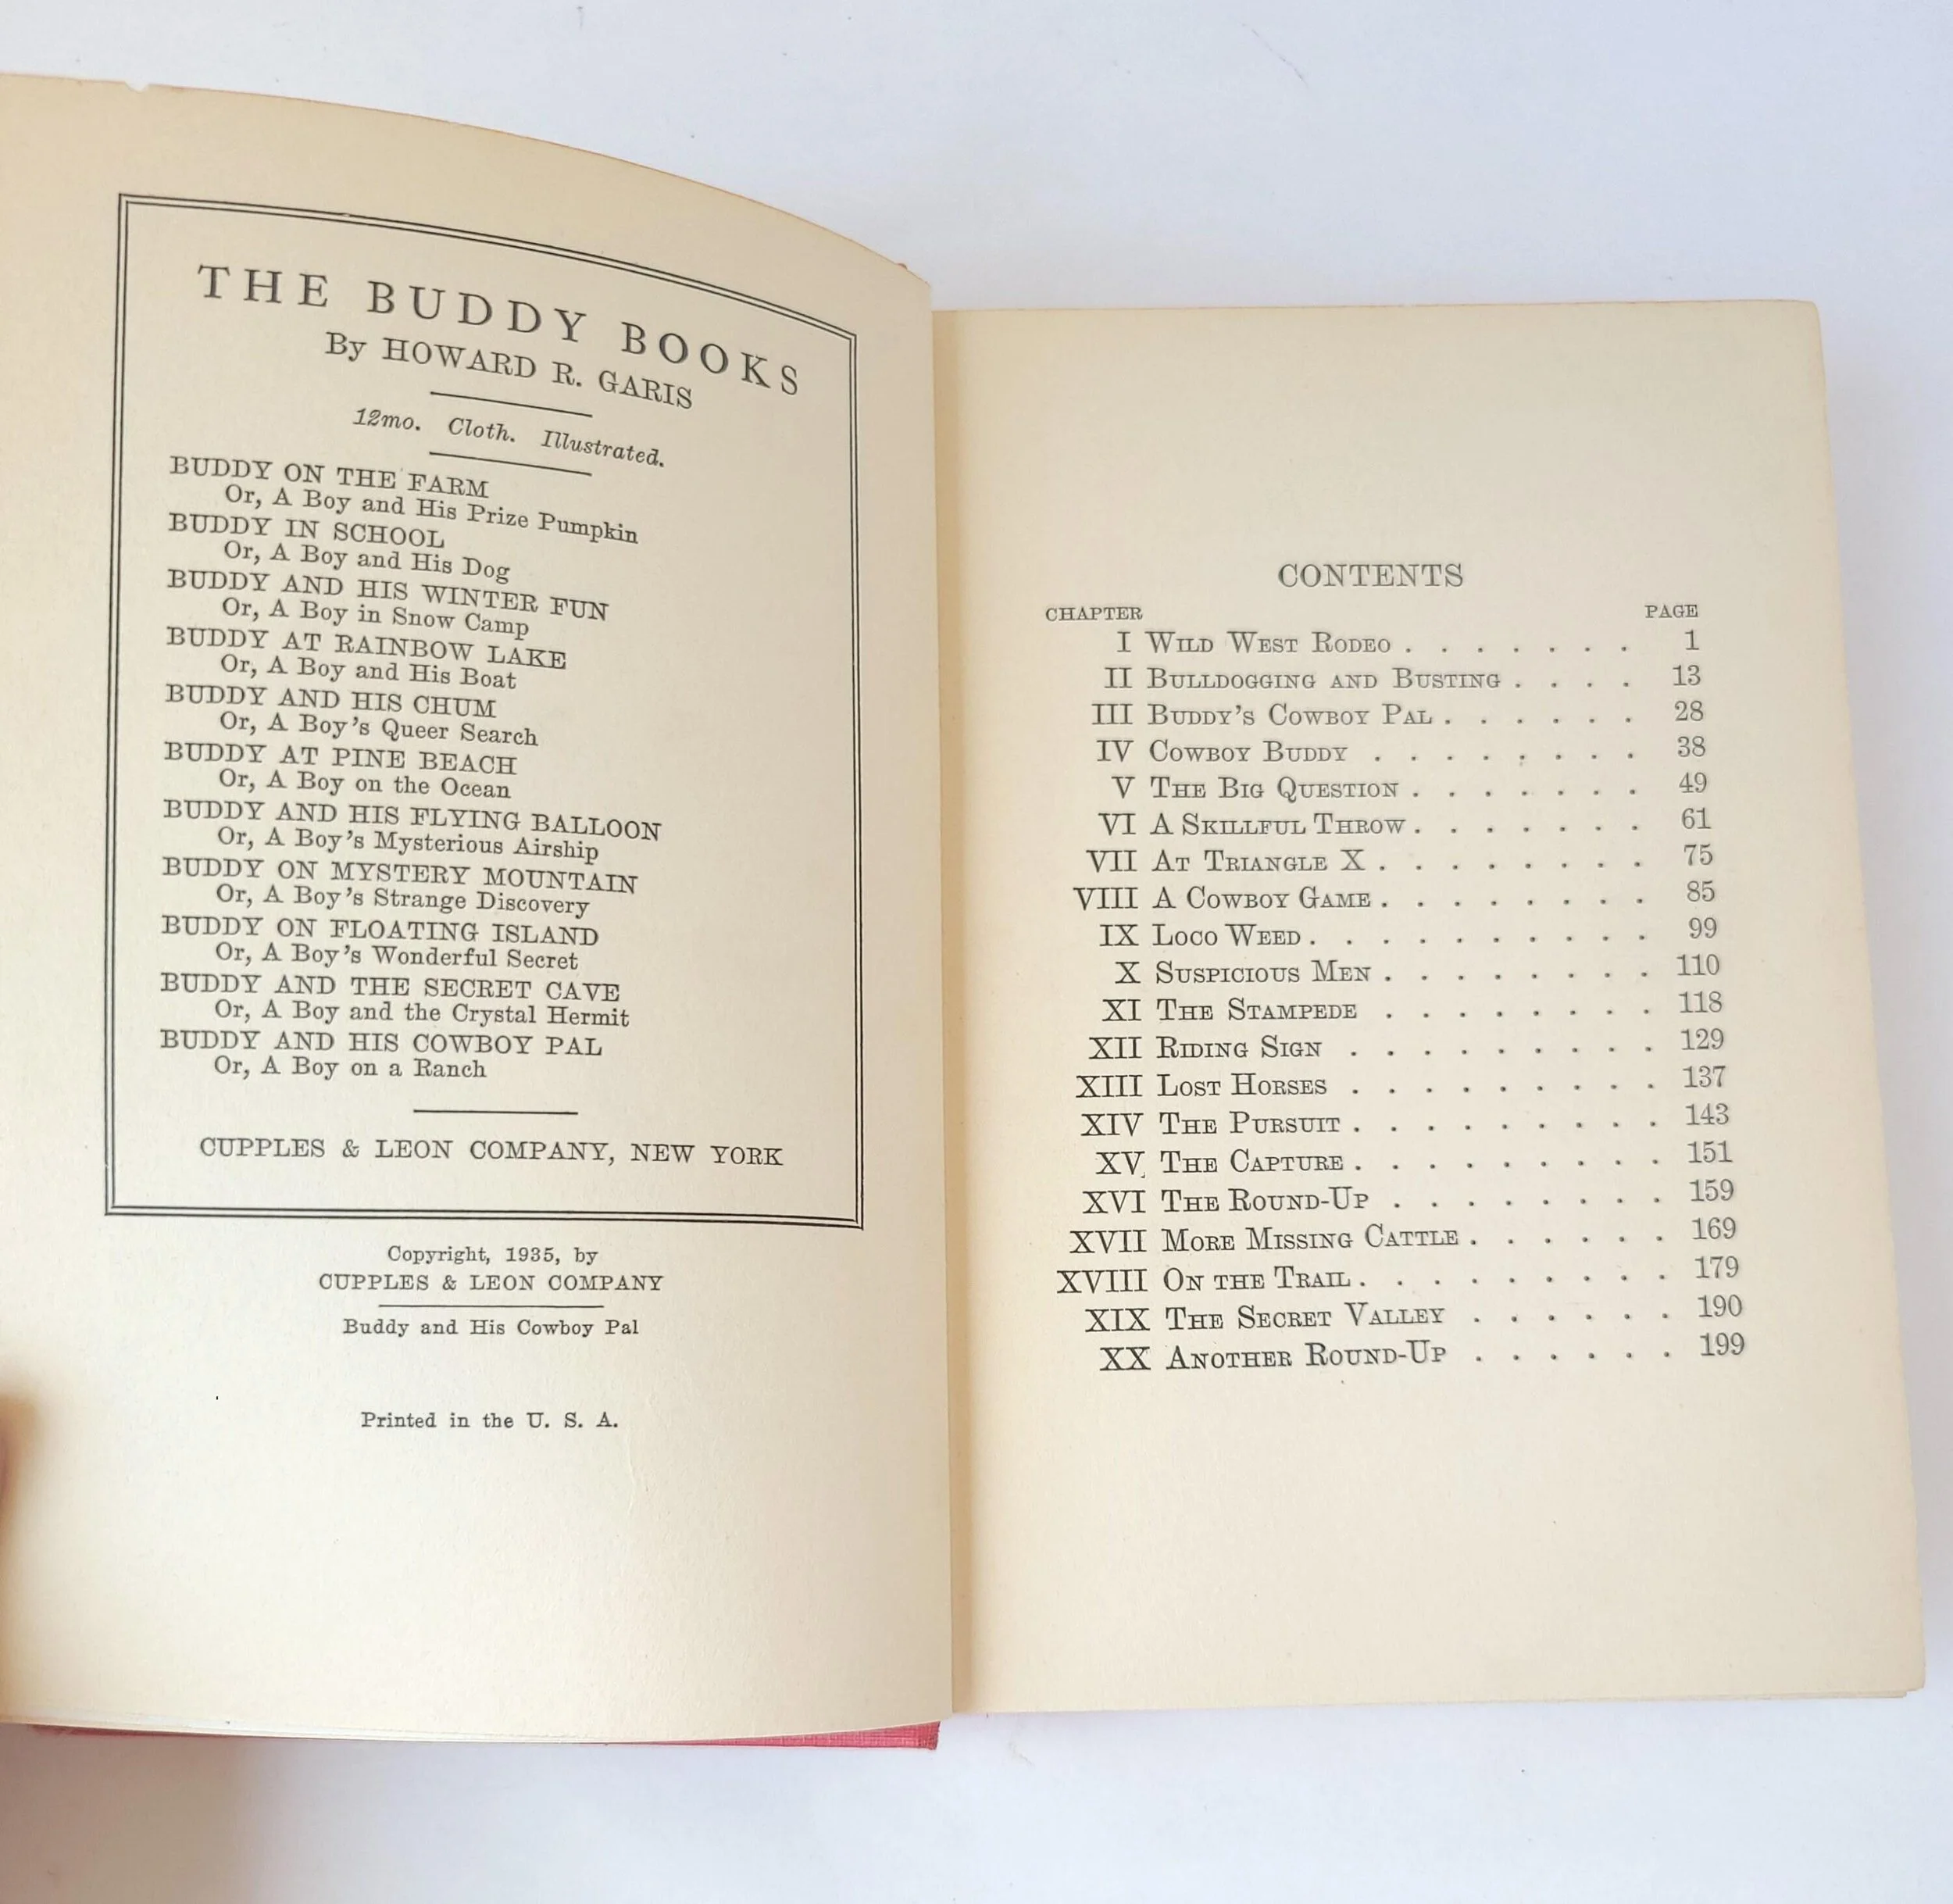 THE BUDDY BOOKS
By HOWARD R. GARIS
12mo. Cloth. Illustrated.
BUDDY ON THE FARM
Or, A Boy and His Prize Pumpkin
BUDDY IN SCHOOL
Or, A Boy and His Dog
BUDDY AND HIS WINTER FUN
Or, A Boy in Snow Camp
BUDDY AT RAINBOW LAKE
Or, A Boy and His Boat
BUDDY AND HIS CHUM
Or, A Boy's Queer Search
BUDDY AT PINE BEACH
Or, A Boy on the Ocean
BUDDY AND HIS FLYING BALLOON
Or, A Boy's Mysterious Airship
BUDDY ON MYSTERY MOUNTAIN
Or, A Boy's Strange Discovery
BUDDY ON FLOATING ISLAND
Or, A Boy's Wonderful Secret
BUDDY AND THE SECRET CAVE
Or, A Boy and the Crystal Hermit
BUDDY AND HIS COWBOY PAL
Or, A Boy on a Ranch
CUPPLES & LEON COMPANY, NEW YORK
Copyright, 1935, by
CUPPLES & LEON COMPANY
Buddy and His Cowboy Pal
Printed in the U. S. A.
CONTENTS
CHAPTER PAGE
I WILD WEST RODEO . . . . . . . 1
II BULLDOGGING AND BUSTING . . . . 13
III BUDDY'S COWBOY PAL . . . . . . 28
IV COWBOY BUDDY . . . . . . . . 38
V THE BIG QUESTION . . . . . . . 49
VI A SKILLFUL THROW . . . . . . . 61
VII AT TRIANGLE X . . . . . . . . 75
VIII A COWBOY GAME . . . . . . . . 85
IX LOCO WEED . . . . . . . . . . 99
X SUSPICIOUS MEN . . . . . . . . 110
XI THE STAMPEDE . . . . . . . . 118
XII RIDING SIGN . . . . . . . . . 129
XIII LOST HORSES . . . . . . . . . 137
XIV THE PURSUIT . . . . . . . . . 143
XV THE CAPTURE . . . . . . . . . 151
XVI THE ROUND-UP . . . . . . . . 159
XVII MORE MISSING CATTLE . . . . . . 169
XVIII ON THE TRAIL . . . . . . . . . 179
XIX THE SECRET VALLEY . . . . . . 190
XX ANOTHER ROUND-UP . . . . . . 199